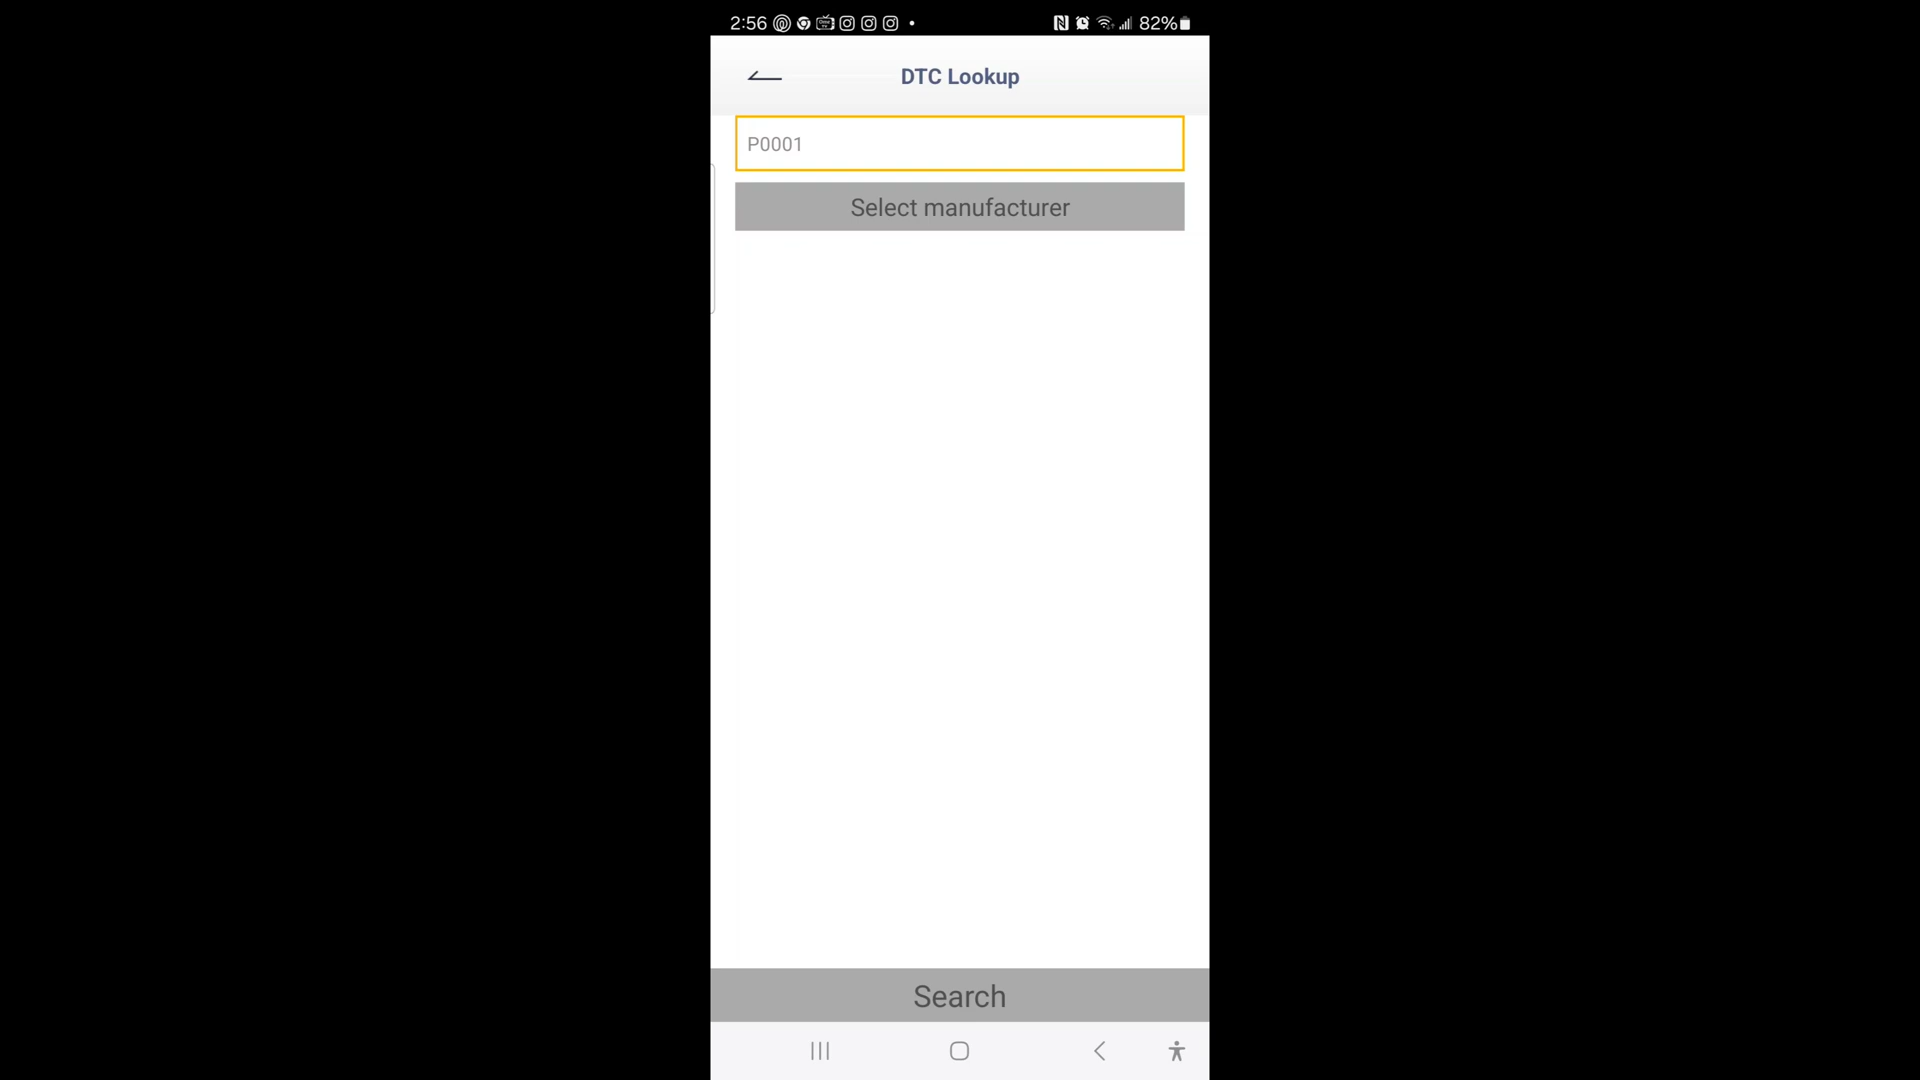 2:56 82%
DTC Lookup
P0001
Select manufacturer
Search